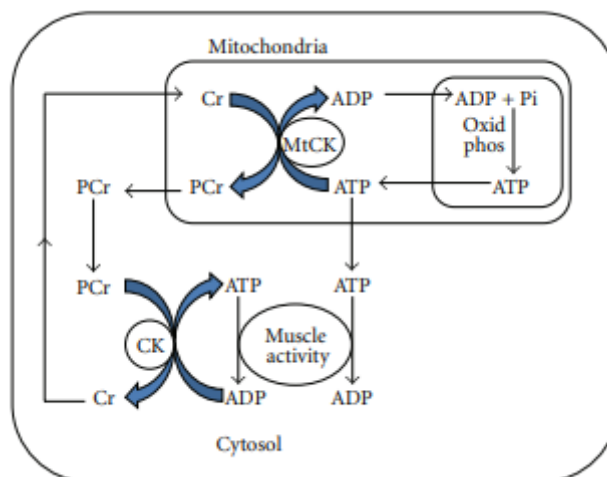 Mitochondria
Cr
ADP
ADP + Pi
MtCK
Oxid
phos
PCr
PCr
ATP
ATP
PCr
ATP
ATP
CK
Muscle
activity
Cr
ADP
ADP
Cytosol